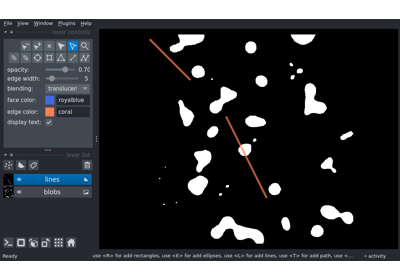 File View Window Plugins Help
layer controls
opacity: 0.70
edge width: 5
blending: translucen
face color: royalblue
edge color: coral
display text:
layer list
lines
blobs
Ready use <R> for add rectangles, use <E> for add ellipses, use <L> for add lines, use <T> for add path, use <... activity